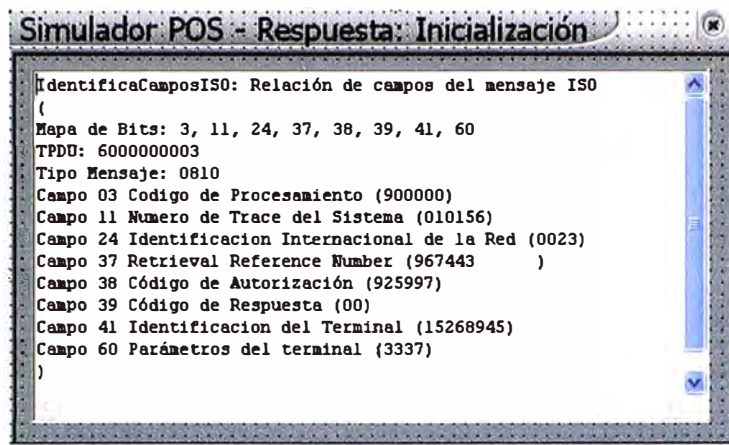 Simulador POS - Respuesta: Inicialización
IdentificaCamposISO: Relación de campos del mensaje ISO
(
Mapa de Bits: 3, 11, 24, 37, 38, 39, 41, 60
TPDU: 6000000003
Tipo Mensaje: 0810
Campo 03 Codigo de Procesamiento (900000)
Campo 11 Numero de Trace del Sistema (010156)
Campo 24 Identificacion Internacional de la Red (0023)
Campo 37 Retrieval Reference Number (967443      )
Campo 38 Código de Autorización (925997)
Campo 39 Código de Respuesta (00)
Campo 41 Identificacion del Terminal (15268945)
Campo 60 Parámetros del terminal (3337)
)